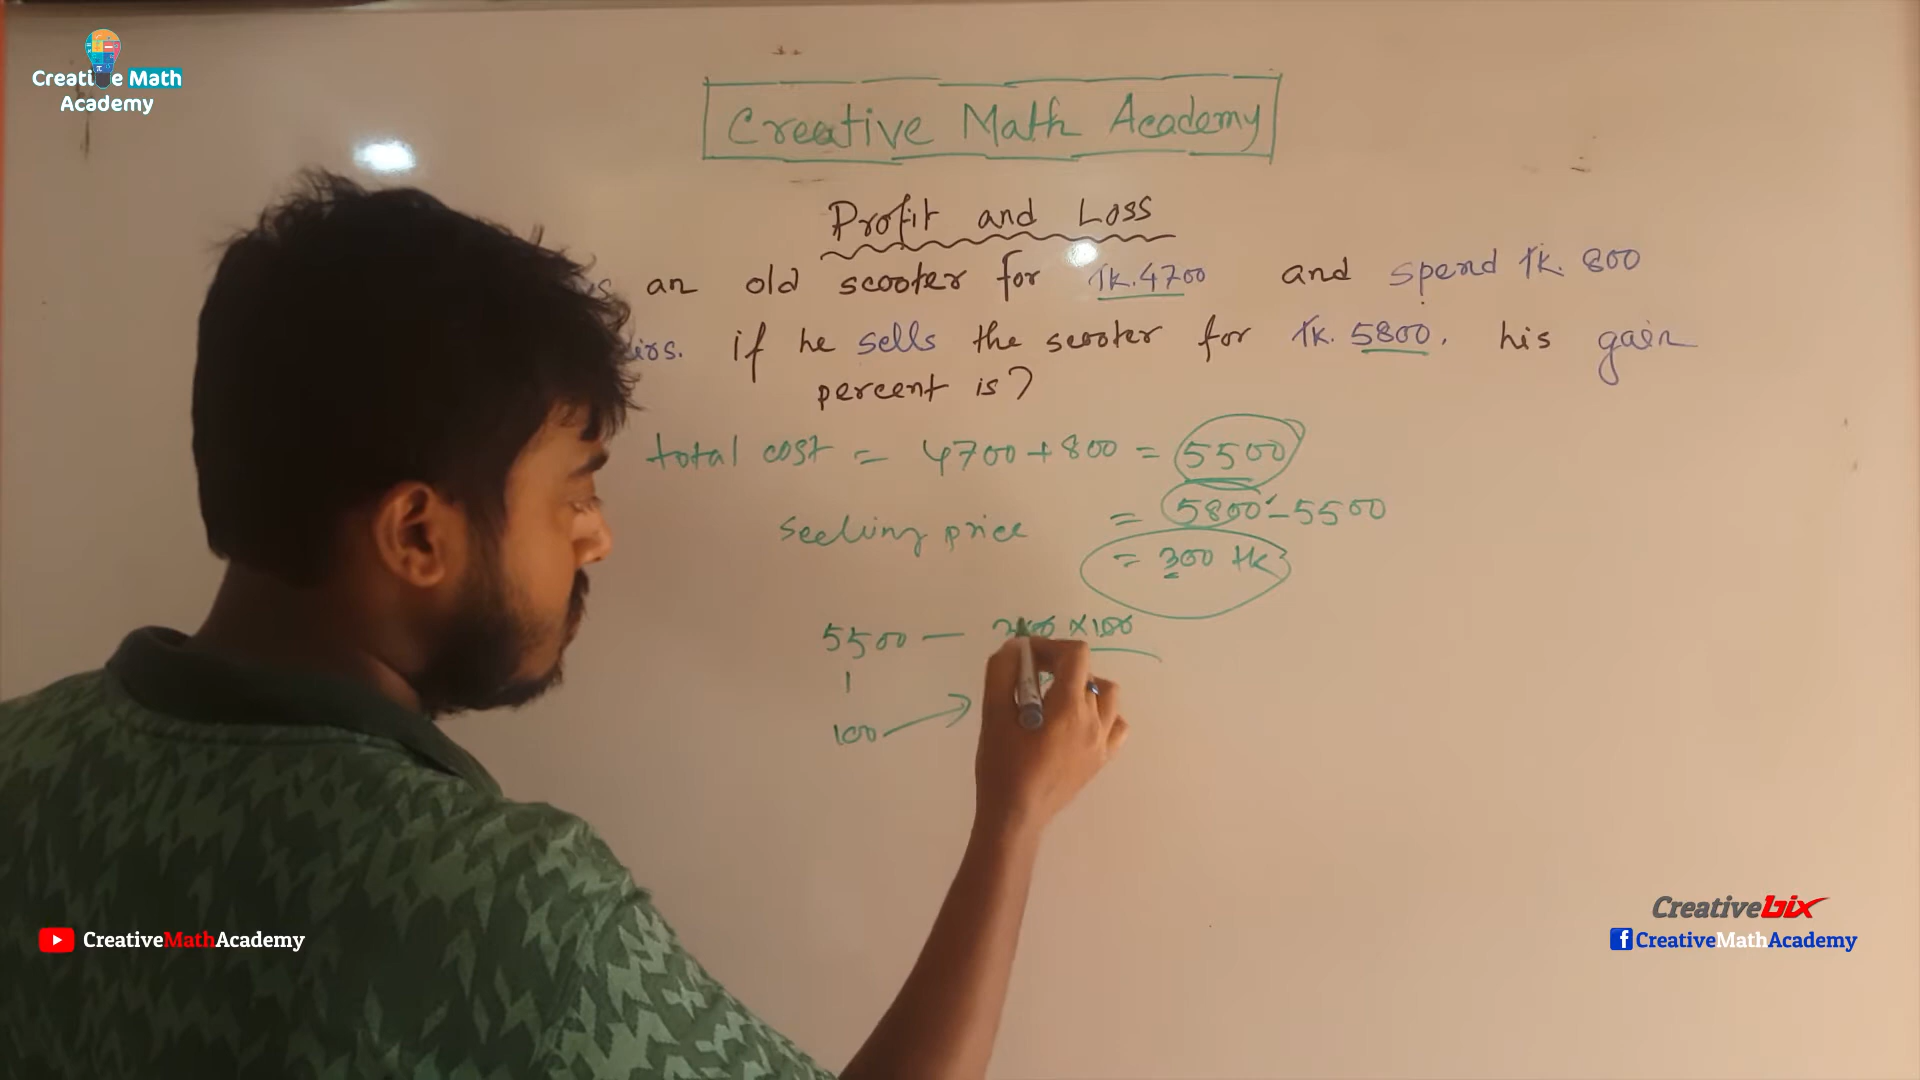 Creative Math
Academy
Creative Math Academy
Profit and Loss
an old scooter for Tk.4700 and spend Tk. 800
if he sells the scooter for Tk. 5800. his gain
percent is?
total cost = 4700+800 = 5500
Seelling price = 5800-5500
= 300 tk
5500 — ×100
1
100
CreativeMathAcademy
Creativebix
CreativeMathAcademy